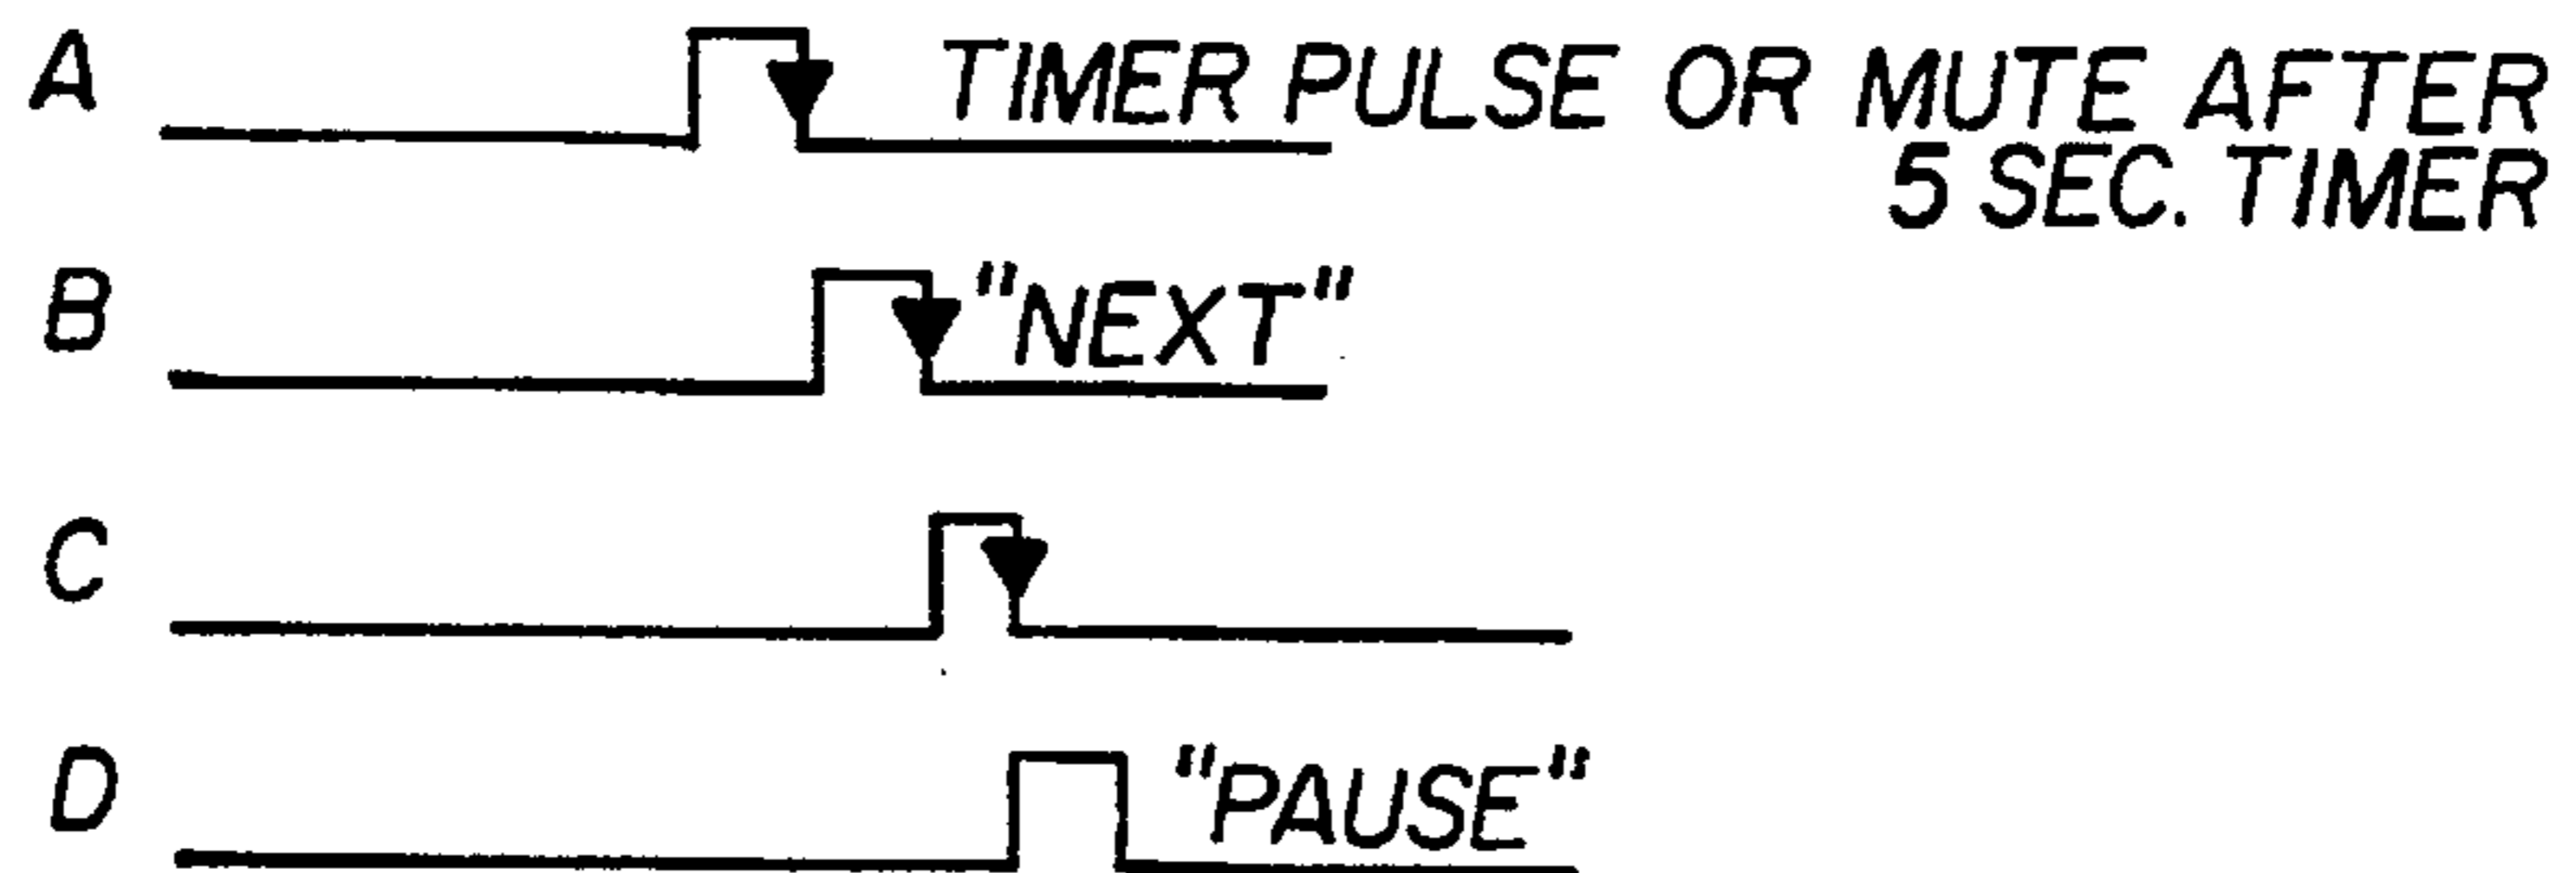 A TIMER PULSE OR MUTE AFTER
5 SEC. TIMER
B "NEXT"
C
D "PAUSE"